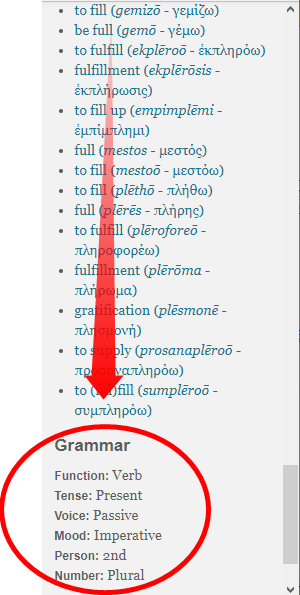 to fill (gemizō - γεμίζω)
be full (gemō - γέμω)
to fulfill (ekplēroō - ἐκπληρόω)
fulfillment (ekplērōsis -
ἐκπλήρωσις)
to fill up (empimplēmi -
ἐμπίμπλημι)
full (mestos - μεστός)
to fill (mestoō - μεστόω)
to fill (plēthō - πλήθω)
full (plērēs - πλήρης)
to fulfill (plēroforeō -
πληροφορέω)
fulfillment (plērōma -
πλήρωμα)
gratification (plēsmonē -
πλησμονή)
to supply (prosanaplēroō -
προσαναπληρόω)
to (ful)fill (sumplēroō -
συμπληρόω)
Grammar
Function: Verb
Tense: Present
Voice: Passive
Mood: Imperative
Person: 2nd
Number: Plural